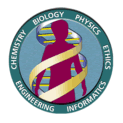 CHEMISTRY
BIOLOGY
PHYSICS
ETHICS
INFORMATICS
ENGINEERING